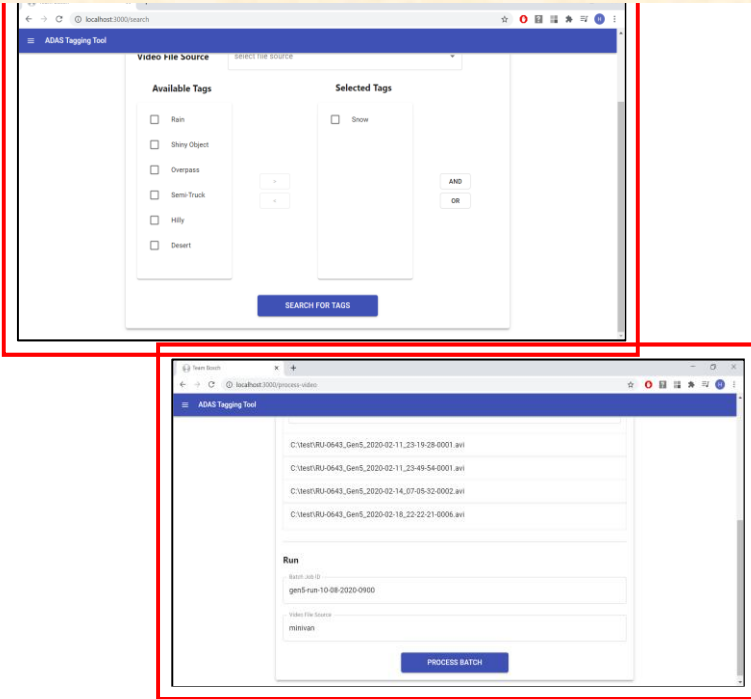 localhost:3000/search
H
ADAS Tagging Tool
Video File Source
select file source
Available Tags
Selected Tags
Rain
Snow
Shiny Object
Overpass
>
AND
Semi-Truck
<
OR
Hilly
Desert
SEARCH FOR TAGS
Team Bosch
localhost:3000/process-video
H
ADAS Tagging Tool
C:\test\RU-0643_Gen5_2020-02-11_23-19-28-0001.avi
C:\test\RU-0643_Gen5_2020-02-11_23-49-54-0001.avi
C:\test\RU-0643_Gen5_2020-02-14_07-05-32-0002.avi
C:\test\RU-0643_Gen5_2020-02-18_22-22-21-0006.avi
Run
Batch Job ID
gen5-run-10-08-2020-0900
Video File Source
minivan
PROCESS BATCH